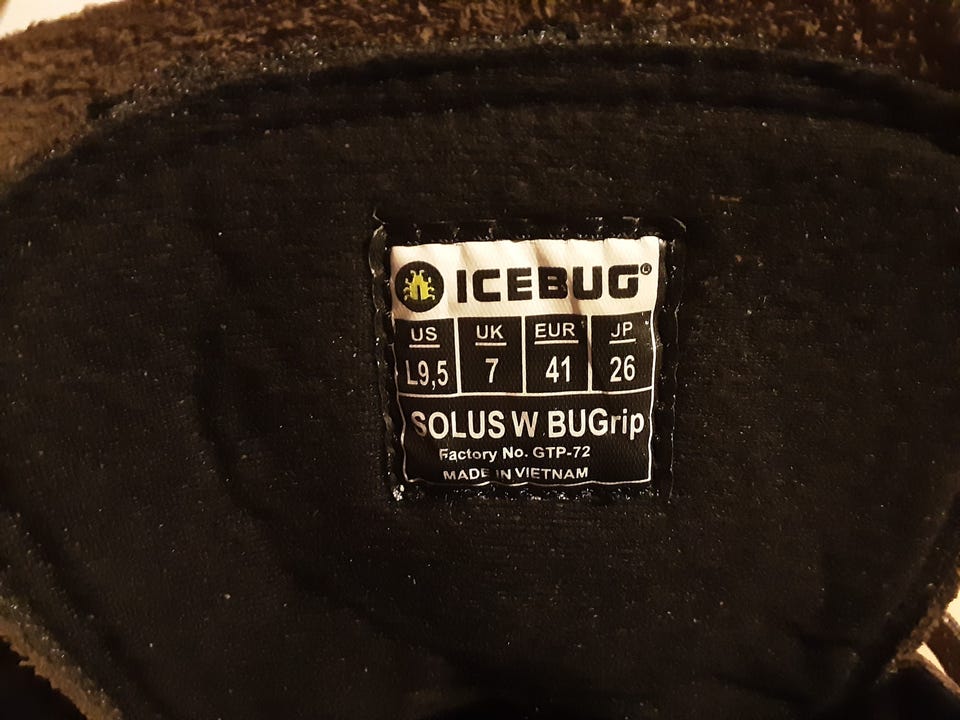 ICEBUG®
US UK EUR JP
L9,5 7 41 26
SOLUS W BUGrip
Factory No. GTP-72
MADE IN VIETNAM